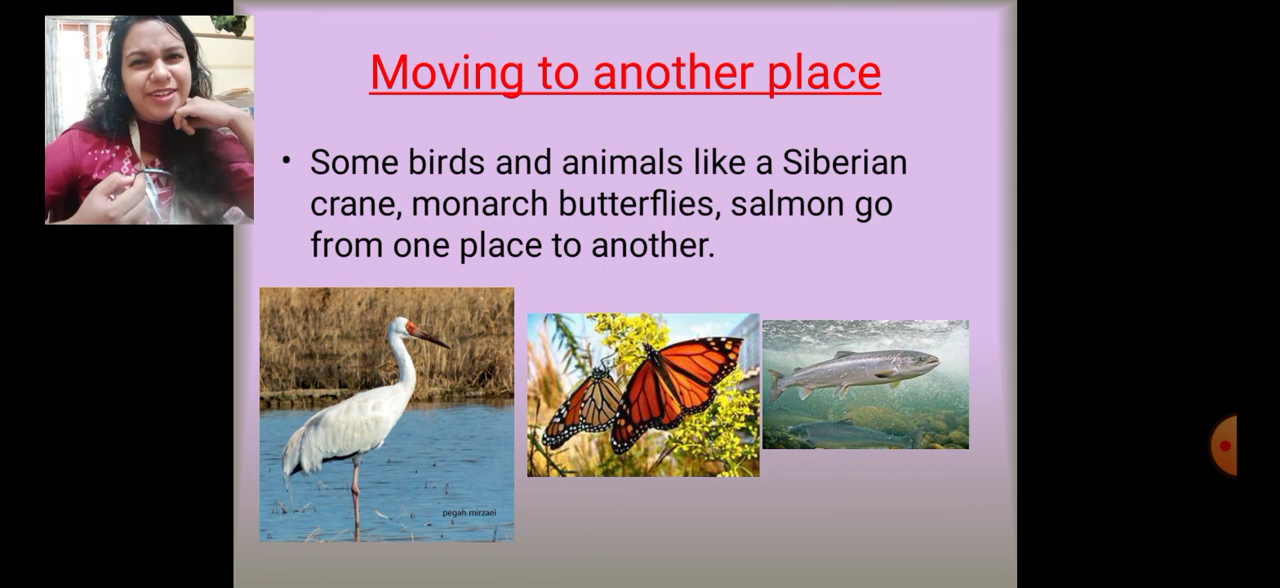 Moving to another place
• Some birds and animals like a Siberian
crane, monarch butterflies, salmon go
from one place to another.
pegah mirzaei